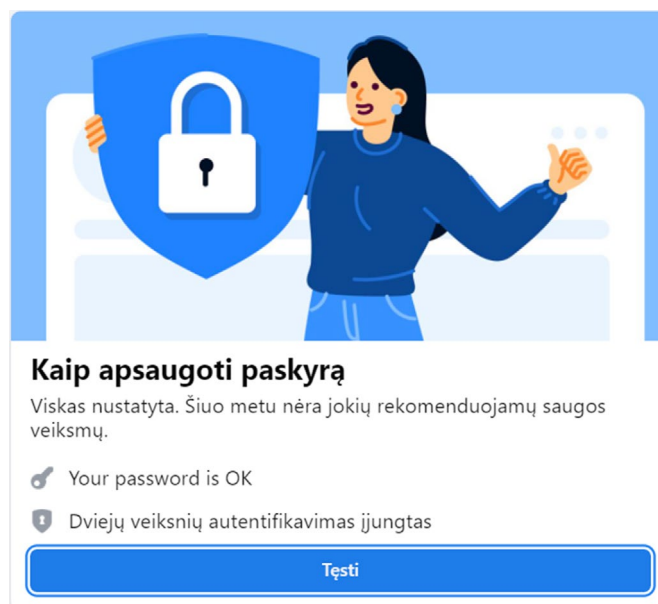 Kaip apsaugoti paskyrą
Viskas nustatyta. Šiuo metu nėra jokių rekomenduojamų saugos
veiksmų.
Your password is OK
Dviejų veiksnių autentifikavimas įjungtas
Tęsti